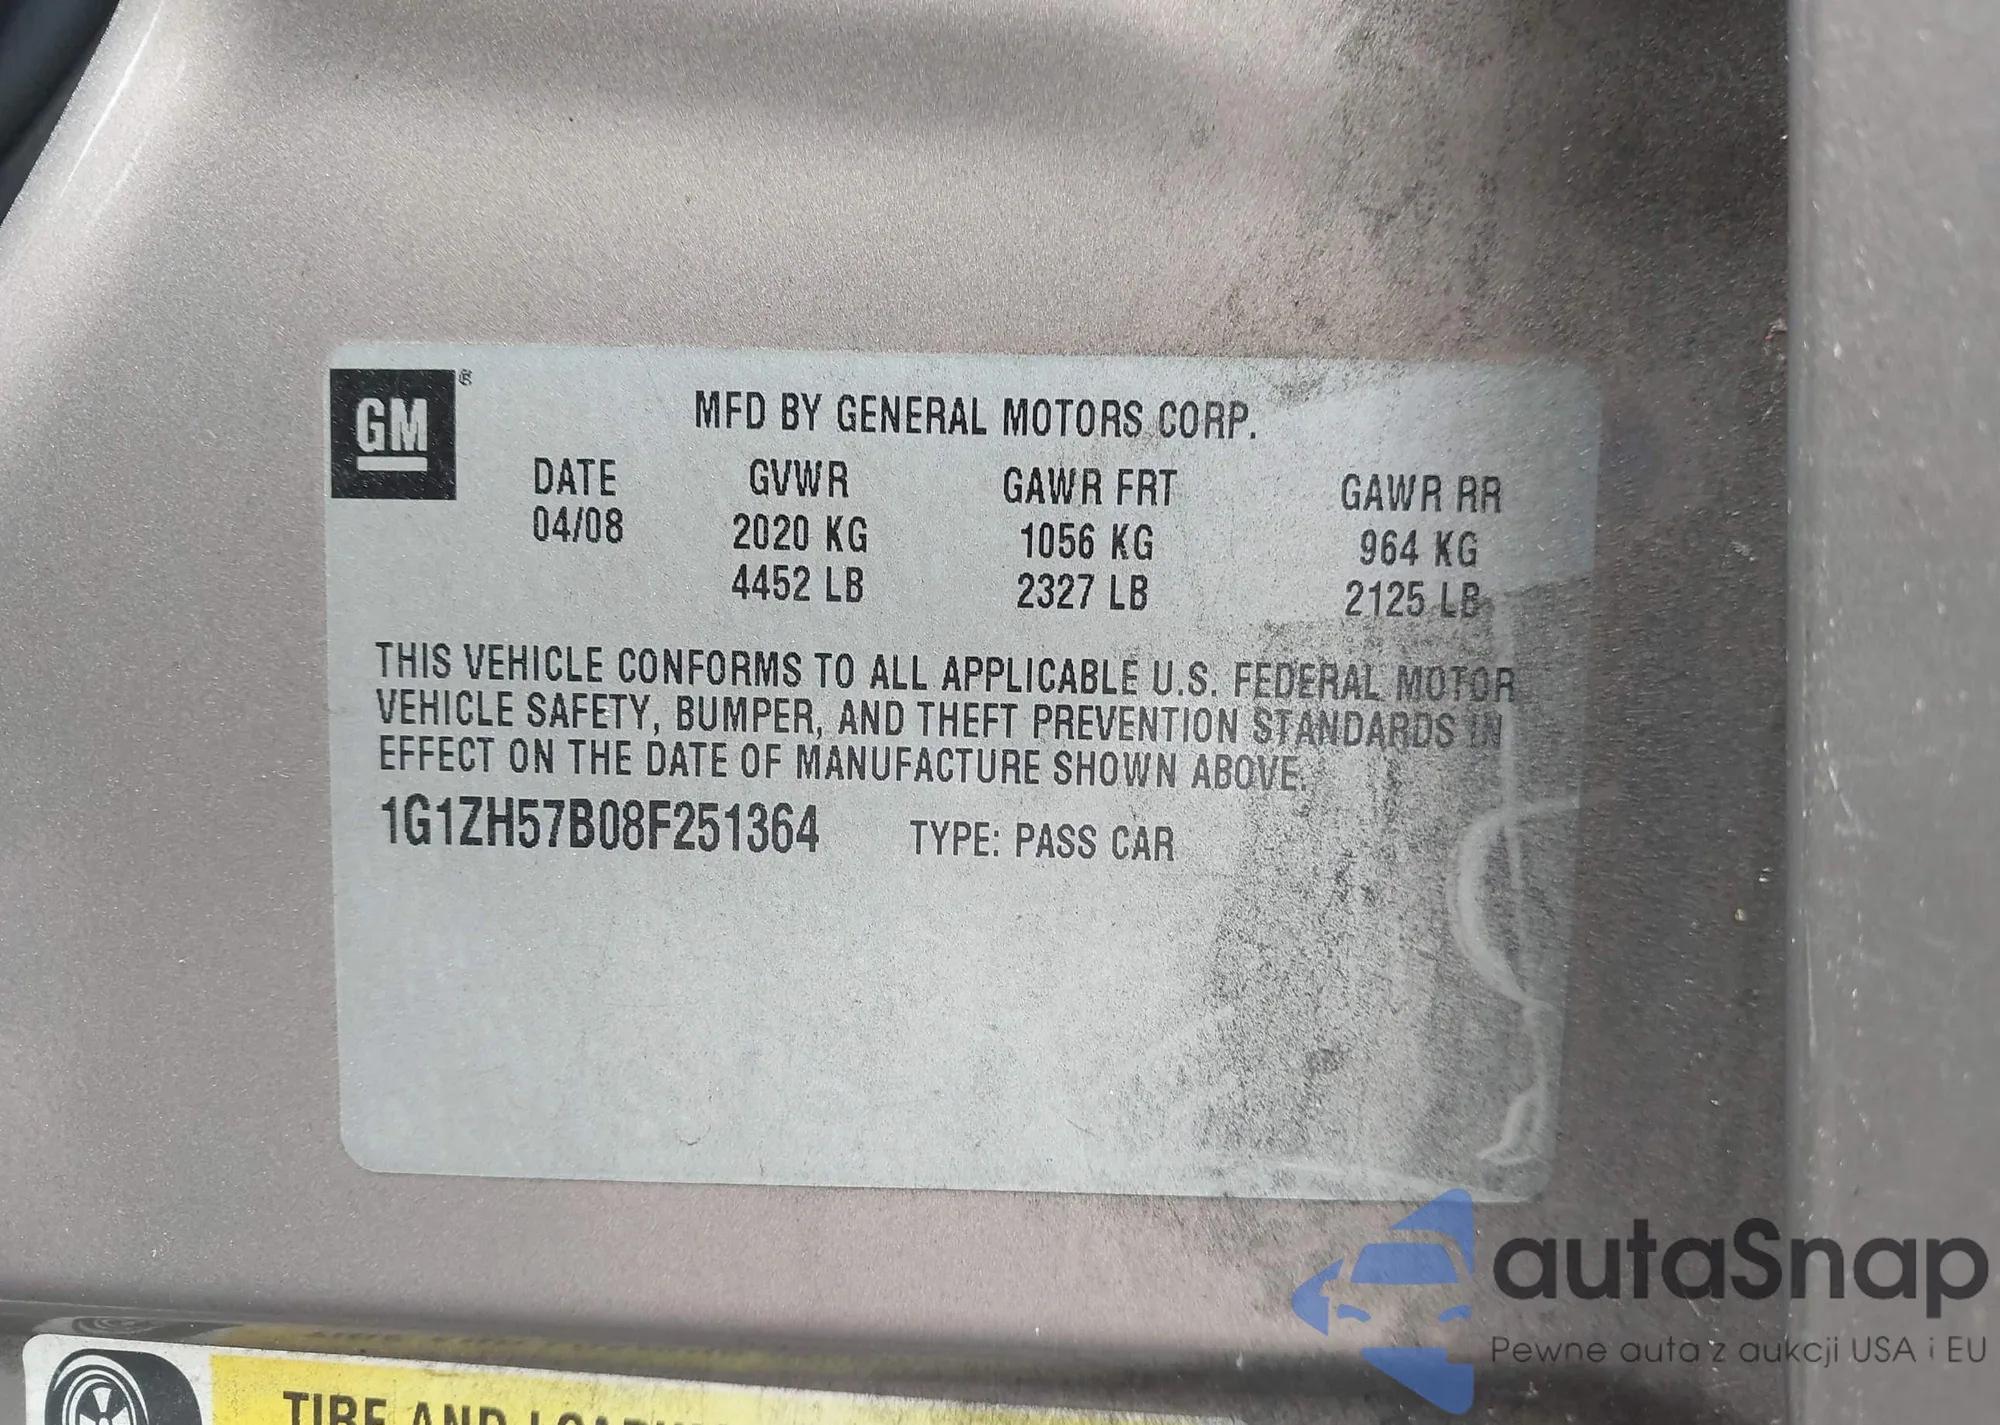 GM ®
MFD BY GENERAL MOTORS CORP.
DATE GVWR GAWR FRT GAWR RR
04/08 2020 KG 1056 KG 964 KG
4452 LB 2327 LB 2125 LB
THIS VEHICLE CONFORMS TO ALL APPLICABLE U.S. FEDERAL MOTOR
VEHICLE SAFETY, BUMPER, AND THEFT PREVENTION STANDARDS IN
EFFECT ON THE DATE OF MANUFACTURE SHOWN ABOVE.
1G1ZH57B08F251364 TYPE: PASS CAR
autaSnap
Pewne auta z aukcji USA i EU
TIRE AND